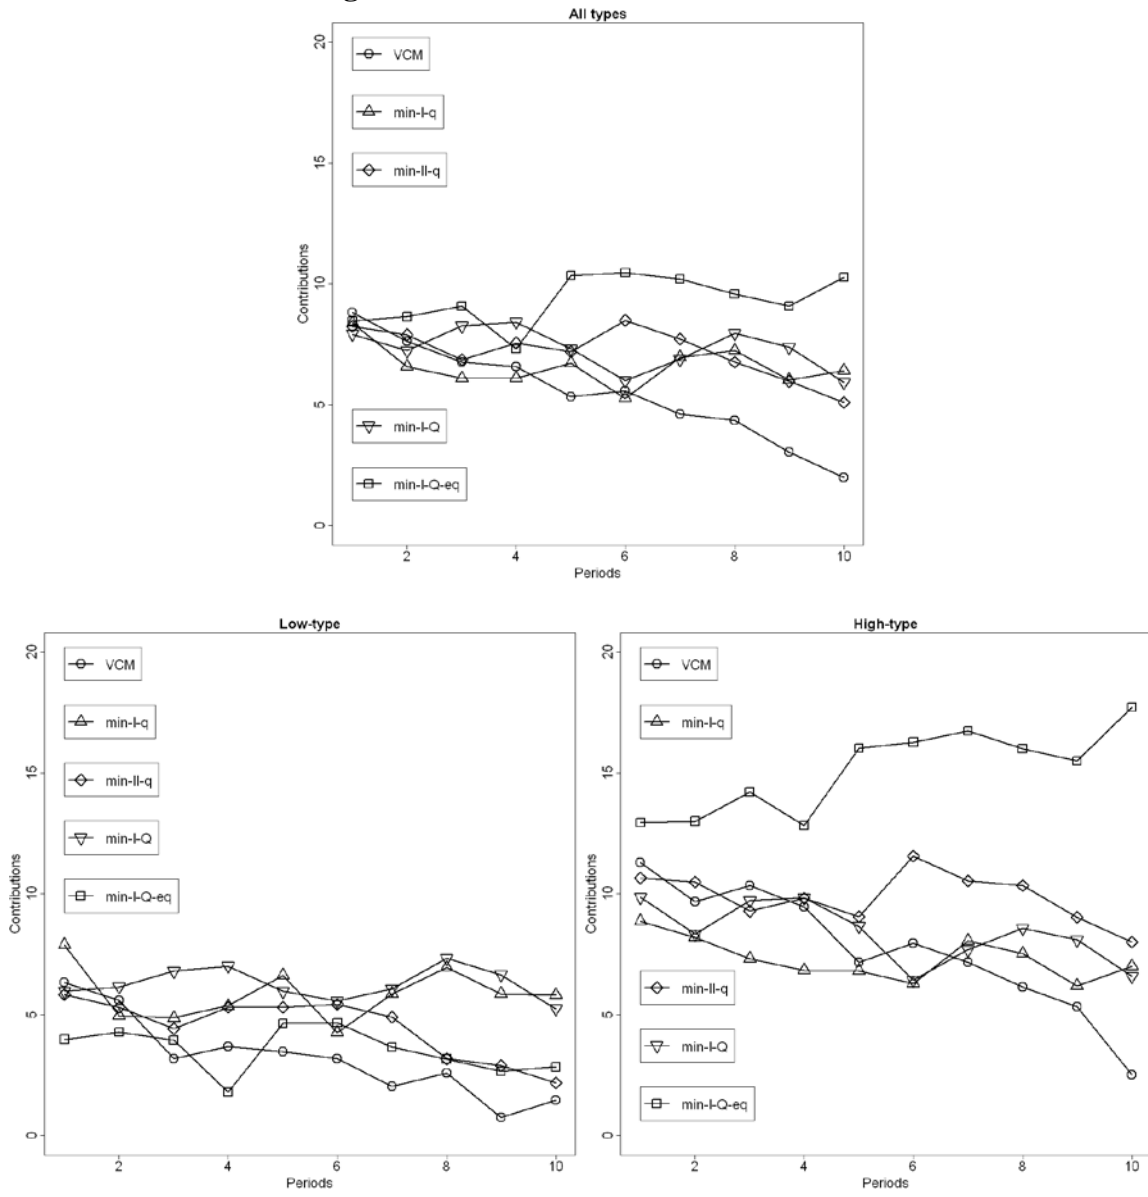 All types
20
VCM
min-I-q
15
min-II-q
Contributions
10
5
min-I-Q
min-I-Q-eq
0
2 4 6 8 10
Periods
Low-type
20
VCM
min-I-q
15
min-II-q
min-I-Q
10
min-I-Q-eq
Contributions
5
0
2 4 6 8 10
Periods
High-type
20
VCM
min-I-q
15
10
Contributions
min-II-q
5
min-I-Q
min-I-Q-eq
0
2 4 6 8 10
Periods